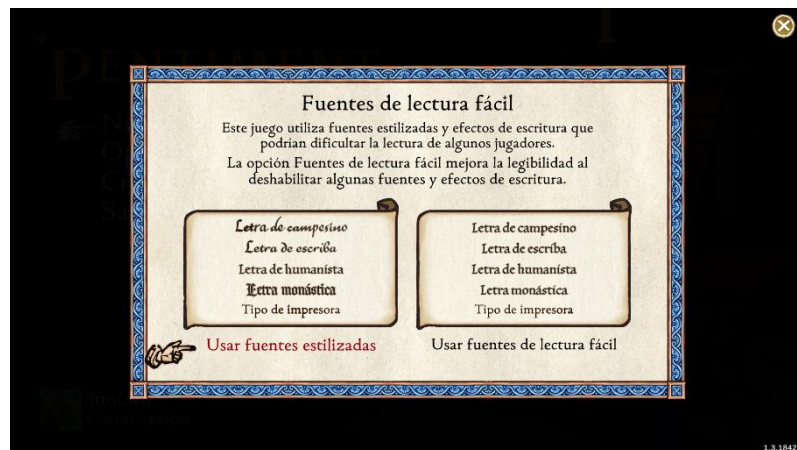 PENTIMENT
Fuentes de lectura fácil
Este juego utiliza fuentes estilizadas y efectos de escritura que
podrían dificultar la lectura de algunos jugadores.
La opción Fuentes de lectura fácil mejora la legibilidad al
deshabilitar algunas fuentes y efectos de escritura.
Letra de campesino
Letra de escriba
Letra de humanista
Letra monástica
Tipo de impresora
Letra de campesino
Letra de escriba
Letra de humanista
Letra monástica
Tipo de impresora
Usar fuentes estilizadas
Usar fuentes de lectura fácil
Cerrar sesión
1.3.1842